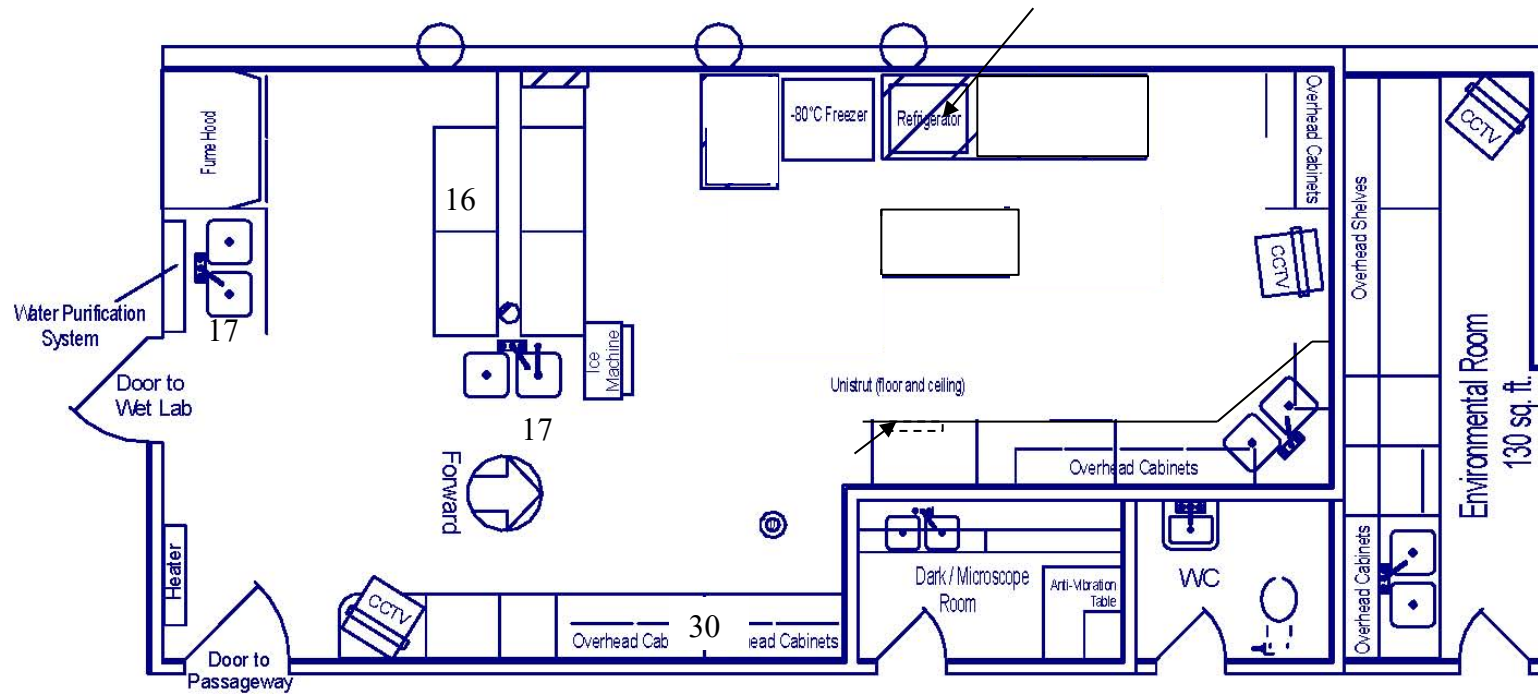 Fume Hood
-80°C Freezer
Refrigerator
Overhead Cabinets
CCTV
16
Overhead Shelves
CCTV
Water Purification
System
17
Ice
Machine
Environmental Room
130 sq. ft.
Door to
Wet Lab
Unistrut (floor and ceiling)
17
Forward
Overhead Cabinets
Heater
Dark / Microscope
Room
Anti-Vibration
Table
WC
Overhead Cabinets
CCTV
Overhead Cab
30
ead Cabinets
Door to
Passageway